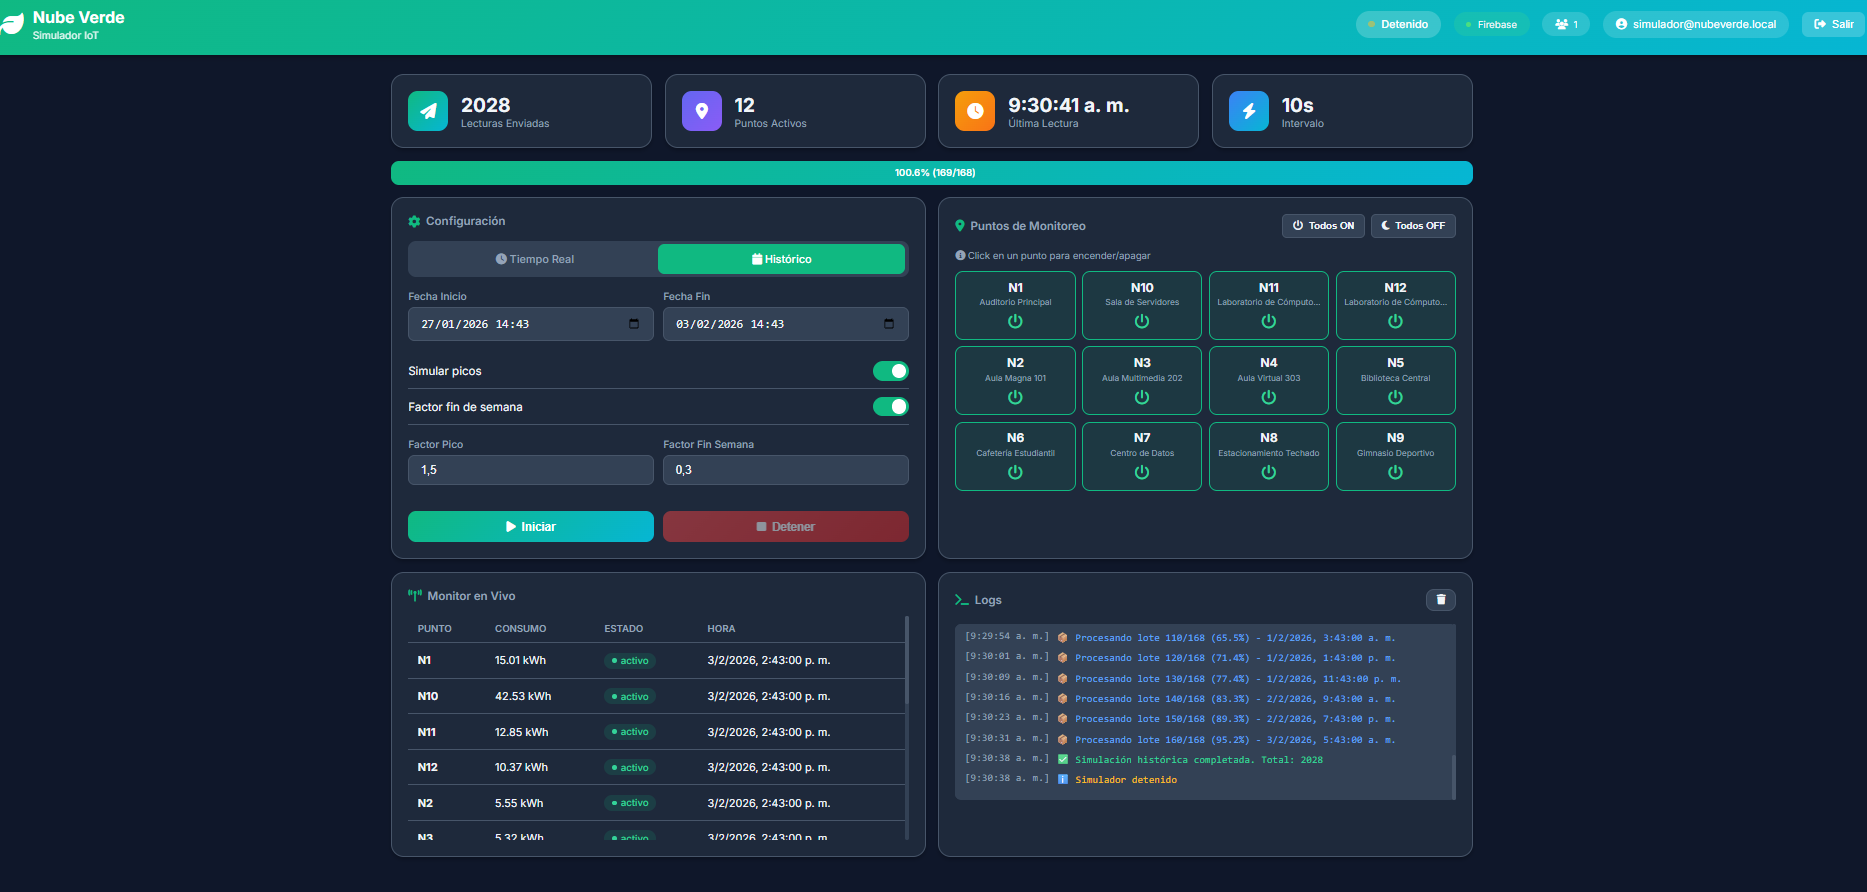 Nube Verde
Simulador IoT
Detenido
Firebase
1
simulador@nubeverde.local
Salir
2028
Lecturas Enviadas
12
Puntos Activos
9:30:41 a. m.
Última Lectura
10s
Intervalo
100.6% (169/168)
Configuración
Tiempo Real
Histórico
Fecha Inicio
Fecha Fin
27/01/2026 14:43
03/02/2026 14:43
Simular picos
Factor fin de semana
Factor Pico
Factor Fin Semana
1,5
0,3
Iniciar
Detener
Puntos de Monitoreo
Todos ON
Todos OFF
Click en un punto para encender/apagar
N1
Auditorio Principal
N10
Sala de Servidores
N11
Laboratorio de Cómputo...
N12
Laboratorio de Cómputo...
N2
Aula Magna 101
N3
Aula Multimedia 202
N4
Aula Virtual 303
N5
Biblioteca Central
N6
Cafetería Estudiantil
N7
Centro de Datos
N8
Estacionamiento Techado
N9
Gimnasio Deportivo
Monitor en Vivo
PUNTO CONSUMO ESTADO HORA
N1 15.01 kWh activo 3/2/2026, 2:43:00 p. m.
N10 42.53 kWh activo 3/2/2026, 2:43:00 p. m.
N11 12.85 kWh activo 3/2/2026, 2:43:00 p. m.
N12 10.37 kWh activo 3/2/2026, 2:43:00 p. m.
N2 5.55 kWh activo 3/2/2026, 2:43:00 p. m.
N3 5.32 kWh activo 3/2/2026, 2:43:00 p. m.
Logs
[9:29:54 a. m.] Procesando lote 110/168 (65.5%) - 1/2/2026, 3:43:00 a. m.
[9:30:01 a. m.] Procesando lote 120/168 (71.4%) - 1/2/2026, 1:43:00 p. m.
[9:30:09 a. m.] Procesando lote 130/168 (77.4%) - 1/2/2026, 11:43:00 p. m.
[9:30:16 a. m.] Procesando lote 140/168 (83.3%) - 2/2/2026, 9:43:00 a. m.
[9:30:23 a. m.] Procesando lote 150/168 (89.3%) - 2/2/2026, 7:43:00 p. m.
[9:30:31 a. m.] Procesando lote 160/168 (95.2%) - 3/2/2026, 5:43:00 a. m.
[9:30:38 a. m.] Simulación histórica completada. Total: 2028
[9:30:38 a. m.] Simulador detenido